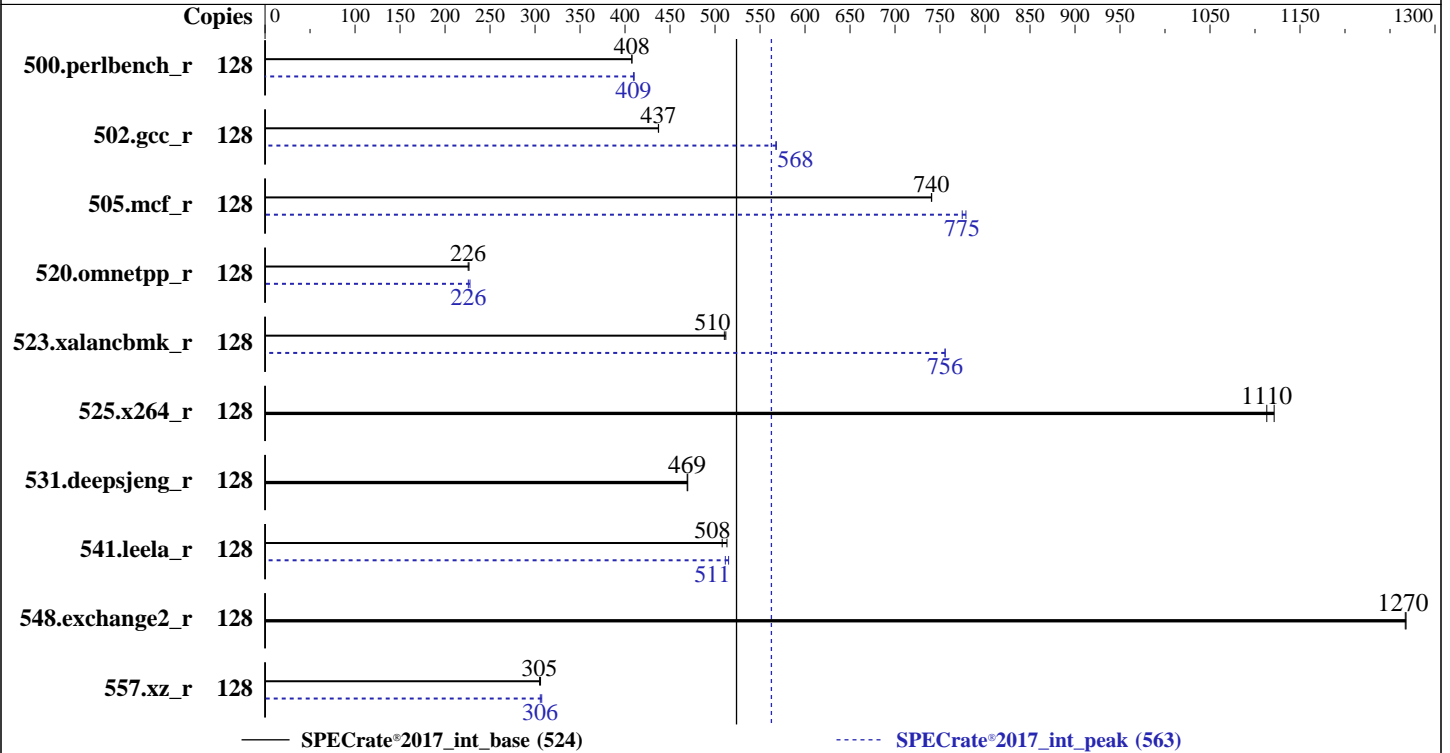 Copies 0 100 150 200 250 300 350 400 450 500 550 600 650 700 750 800 850 900 950 1050 1150 1300
500.perlbench_r 128 408
409
502.gcc_r 128 437
568
505.mcf_r 128 740
775
520.omnetpp_r 128 226
226
523.xalancbmk_r 128 510
756
525.x264_r 128 1110
531.deepsjeng_r 128 469
541.leela_r 128 508
511
548.exchange2_r 128 1270
557.xz_r 128 305
306
SPECrate®2017_int_base (524) SPECrate®2017_int_peak (563)